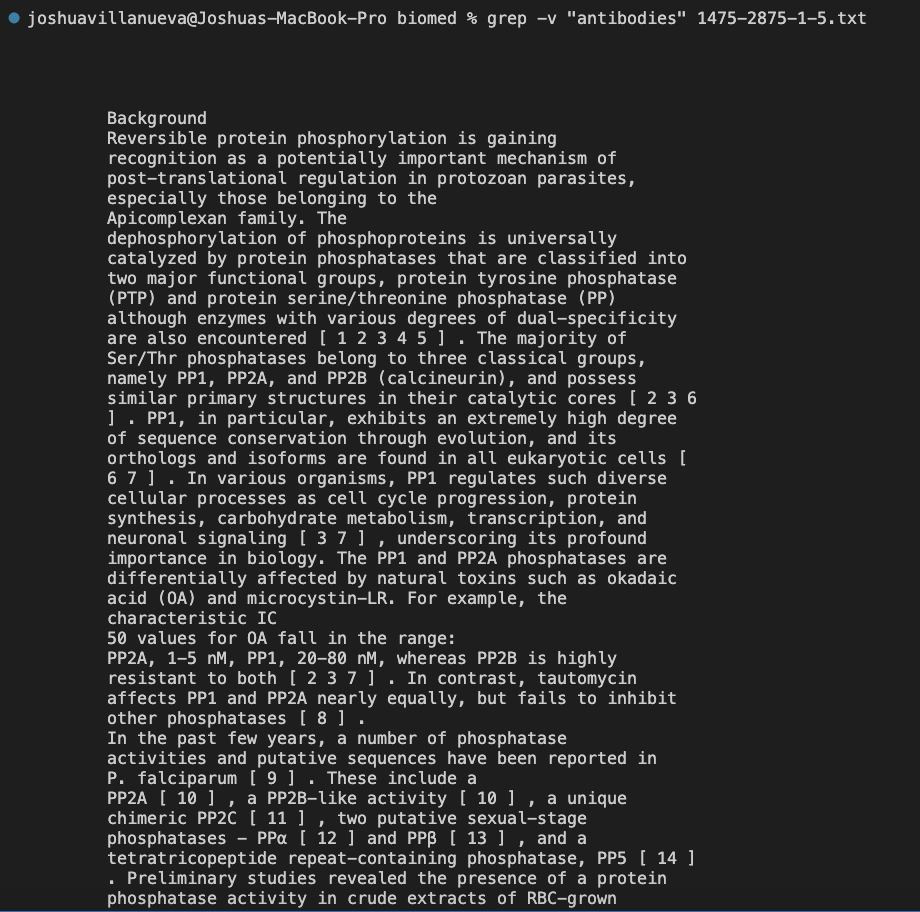 joshuavillanueva@Joshuas-MacBook-Pro biomed % grep -v "antibodies" 1475-2875-1-5.txt
Background
Reversible protein phosphorylation is gaining
recognition as a potentially important mechanism of
post-translational regulation in protozoan parasites,
especially those belonging to the
Apicomplexan family. The
dephosphorylation of phosphoproteins is universally
catalyzed by protein phosphatases that are classified into
two major functional groups, protein tyrosine phosphatase
(PTP) and protein serine/threonine phosphatase (PP)
although enzymes with various degrees of dual-specificity
are also encountered [ 1 2 3 4 5 ] . The majority of
Ser/Thr phosphatases belong to three classical groups,
namely PP1, PP2A, and PP2B (calcineurin), and possess
similar primary structures in their catalytic cores [ 2 3 6
] . PP1, in particular, exhibits an extremely high degree
of sequence conservation through evolution, and its
orthologs and isoforms are found in all eukaryotic cells [
6 7 ] . In various organisms, PP1 regulates such diverse
cellular processes as cell cycle progression, protein
synthesis, carbohydrate metabolism, transcription, and
neuronal signaling [ 3 7 ] , underscoring its profound
importance in biology. The PP1 and PP2A phosphatases are
differentially affected by natural toxins such as okadaic
acid (OA) and microcystin-LR. For example, the
characteristic IC
50 values for OA fall in the range:
PP2A, 1-5 nM, PP1, 20-80 nM, whereas PP2B is highly
resistant to both [ 2 3 7 ] . In contrast, tautomycin
affects PP1 and PP2A nearly equally, but fails to inhibit
other phosphatases [ 8 ] .
In the past few years, a number of phosphatase
activities and putative sequences have been reported in
P. falciparum [ 9 ] . These include a
PP2A [ 10 ] , a PP2B-like activity [ 10 ] , a unique
chimeric PP2C [ 11 ] , two putative sexual-stage
phosphatases - PPα [ 12 ] and PPβ [ 13 ] , and a
tetratricopeptide repeat-containing phosphatase, PP5 [ 14 ]
. Preliminary studies revealed the presence of a protein
phosphatase activity in crude extracts of RBC-grown